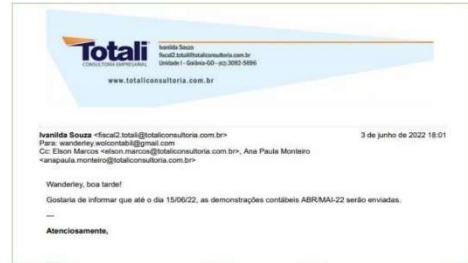 Totali
CONSULTORIA EMPRESARIAL
Ivanilda Souza
fiscal2.totali@totaliconsultoria.com.br
Unidade I - Goiânia-GO - (62) 3092-5696
www.totaliconsultoria.com.br
Ivanilda Souza <fiscal2.totali@totaliconsultoria.com.br>
3 de junho de 2022 18:01
Para: wanderley.wolcontabil@gmail.com
Cc: Elson Marcos <elson.marcos@totaliconsultoria.com.br>, Ana Paula Monteiro
<anapaula.monteiro@totaliconsultoria.com.br>
Wanderley, boa tarde!
Gostaria de informar que até o dia 15/06/22, as demonstrações contábeis ABR/MAI-22 serão enviadas.
—
Atenciosamente,